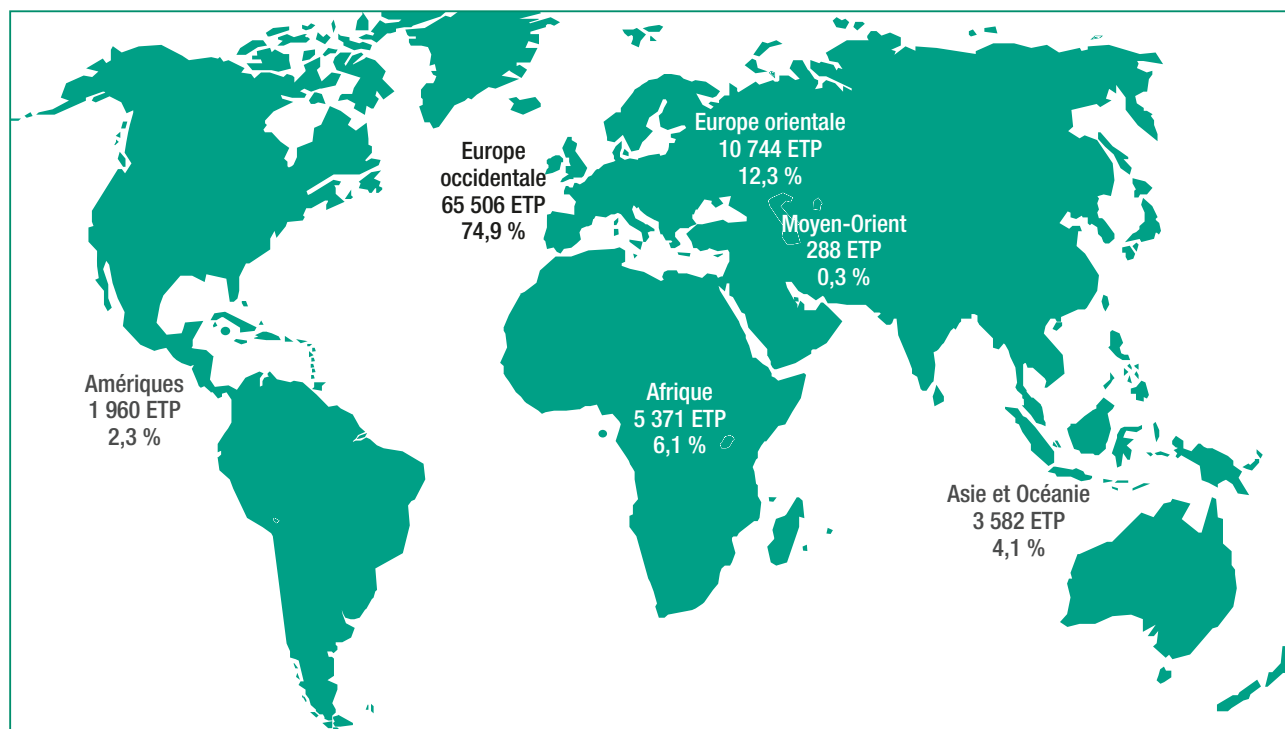 Europe orientale
10 744 ETP
12,3 %
Europe
occidentale
65 506 ETP
74,9 %
Moyen-Orient
288 ETP
0,3 %
Amériques
1 960 ETP
2,3 %
Afrique
5 371 ETP
6,1 %
Asie et Océanie
3 582 ETP
4,1 %